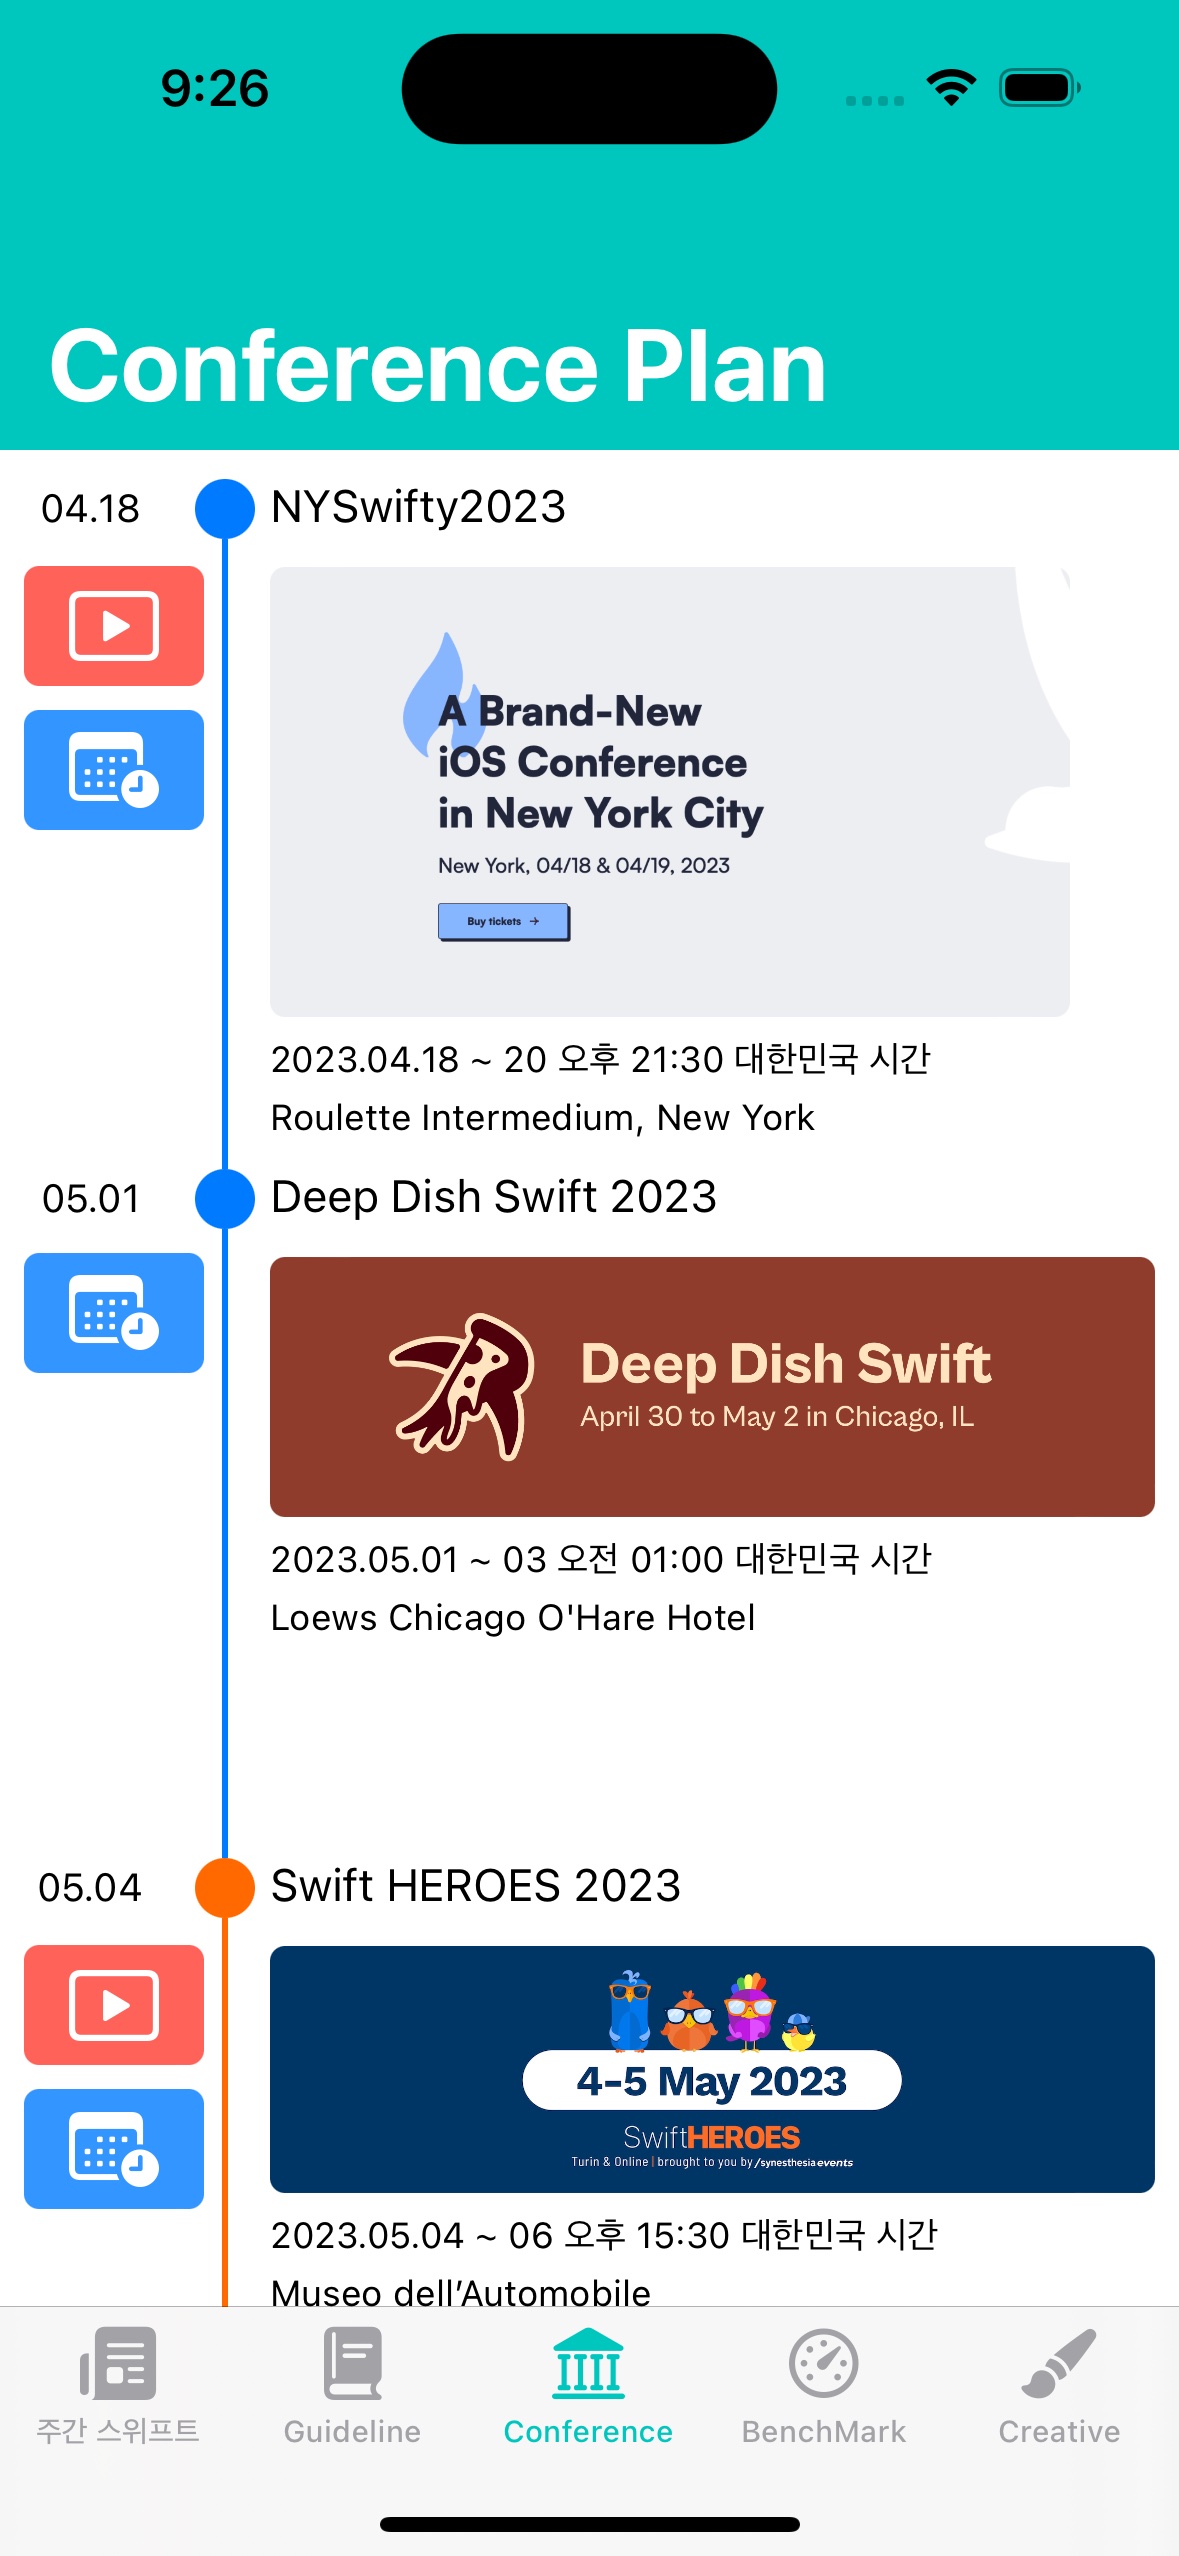 9:26
Conference Plan
04.18
NYSwifty2023
A Brand-New
iOS Conference
in New York City
New York, 04/18 & 04/19, 2023
Buy tickets →
2023.04.18 ~ 20 오후 21:30 대한민국 시간
Roulette Intermedium, New York
05.01
Deep Dish Swift 2023
Deep Dish Swift
April 30 to May 2 in Chicago, IL
2023.05.01 ~ 03 오전 01:00 대한민국 시간
Loews Chicago O'Hare Hotel
05.04
Swift HEROES 2023
4-5 May 2023
SwiftHEROES
Turin & Online | brought to you by /synesthesia events
2023.05.04 ~ 06 오후 15:30 대한민국 시간
Museo dell’Automobile
주간 스위프트
Guideline
Conference
BenchMark
Creative